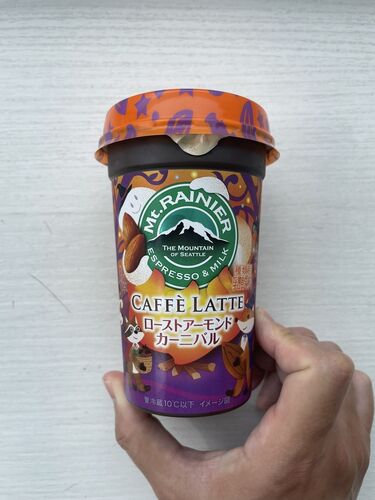 Mt. RAINIER
THE MOUNTAIN
OF SEATTLE
ESPRESSO & MILK
CAFFÈ LATTE
ローストアーモンド
カーニバル
要冷蔵10℃以下 イメージ図